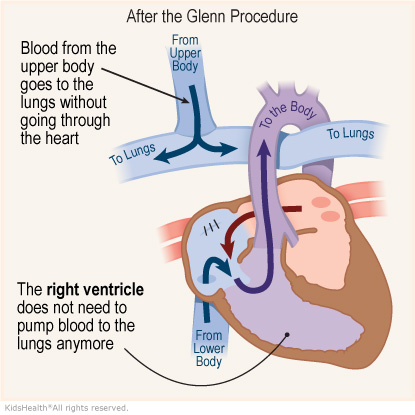 After the Glenn Procedure
Blood from the
upper body
goes to the
lungs without
going through
the heart
From
Upper
Body
To Lungs
To the Body
To Lungs
The right ventricle
does not need to
pump blood to the
lungs anymore
From
Lower
Body
KidsHealth® All rights reserved.